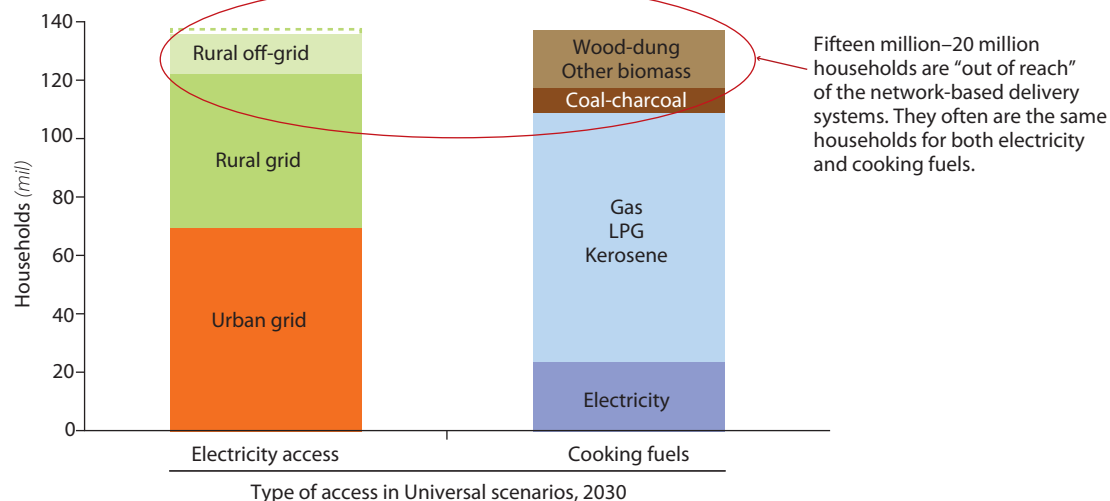 140
120
100
80
60
40
20
0
Households (mil)
Rural off-grid
Rural grid
Urban grid
Wood-dung
Other biomass
Coal-charcoal
Gas
LPG
Kerosene
Electricity
Fifteen million–20 million
households are “out of reach”
of the network-based delivery
systems. They often are the same
households for both electricity
and cooking fuels.
Electricity access
Cooking fuels
Type of access in Universal scenarios, 2030